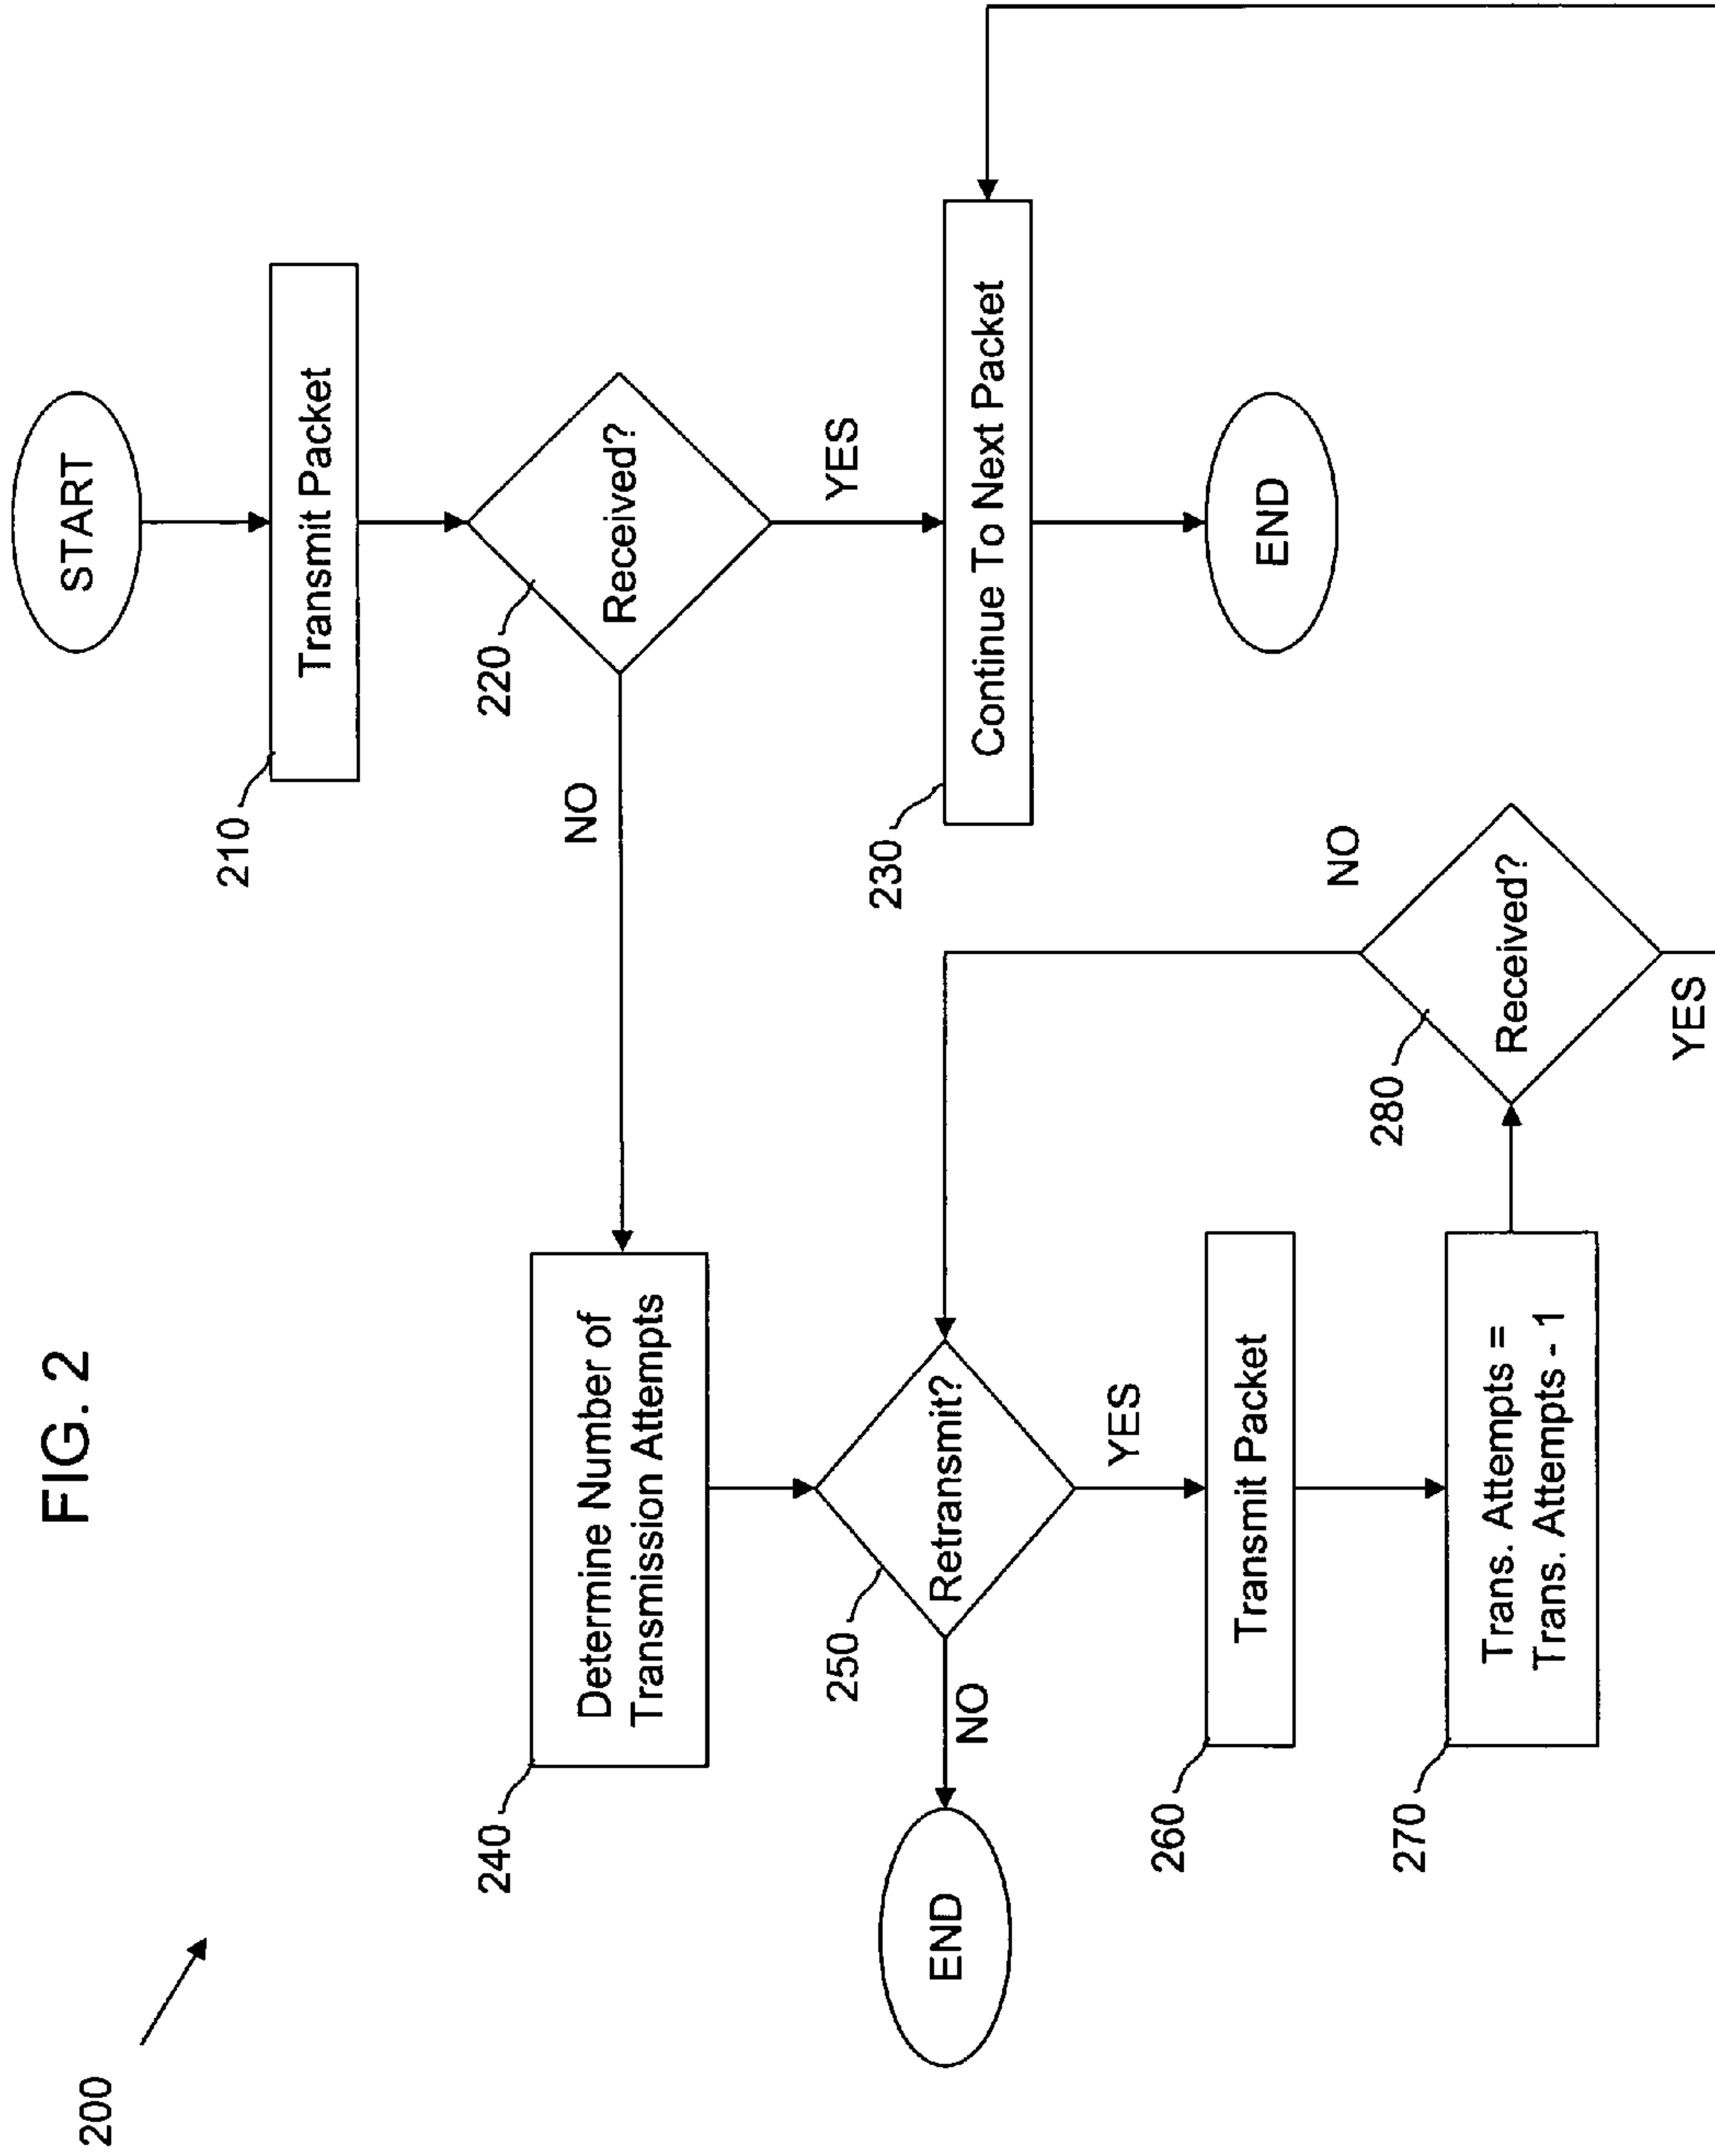 FIG. 2
200
START
210
Transmit Packet
220
Received?
NO
YES
230
Continue To Next Packet
END
240
Determine Number of
Transmission Attempts
250
Retransmit?
NO
END
YES
260
Transmit Packet
270
Trans. Attempts =
Trans. Attempts - 1
280
Received?
NO
YES